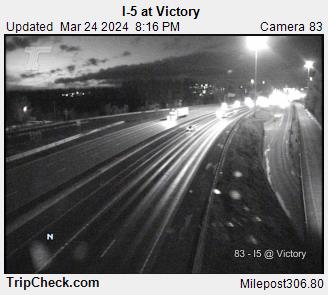 I-5 at Victory
Updated Mar 24 2024 8:16 PM Camera 83
N
83 - I5 @ Victory
TripCheck.com Milepost306.80